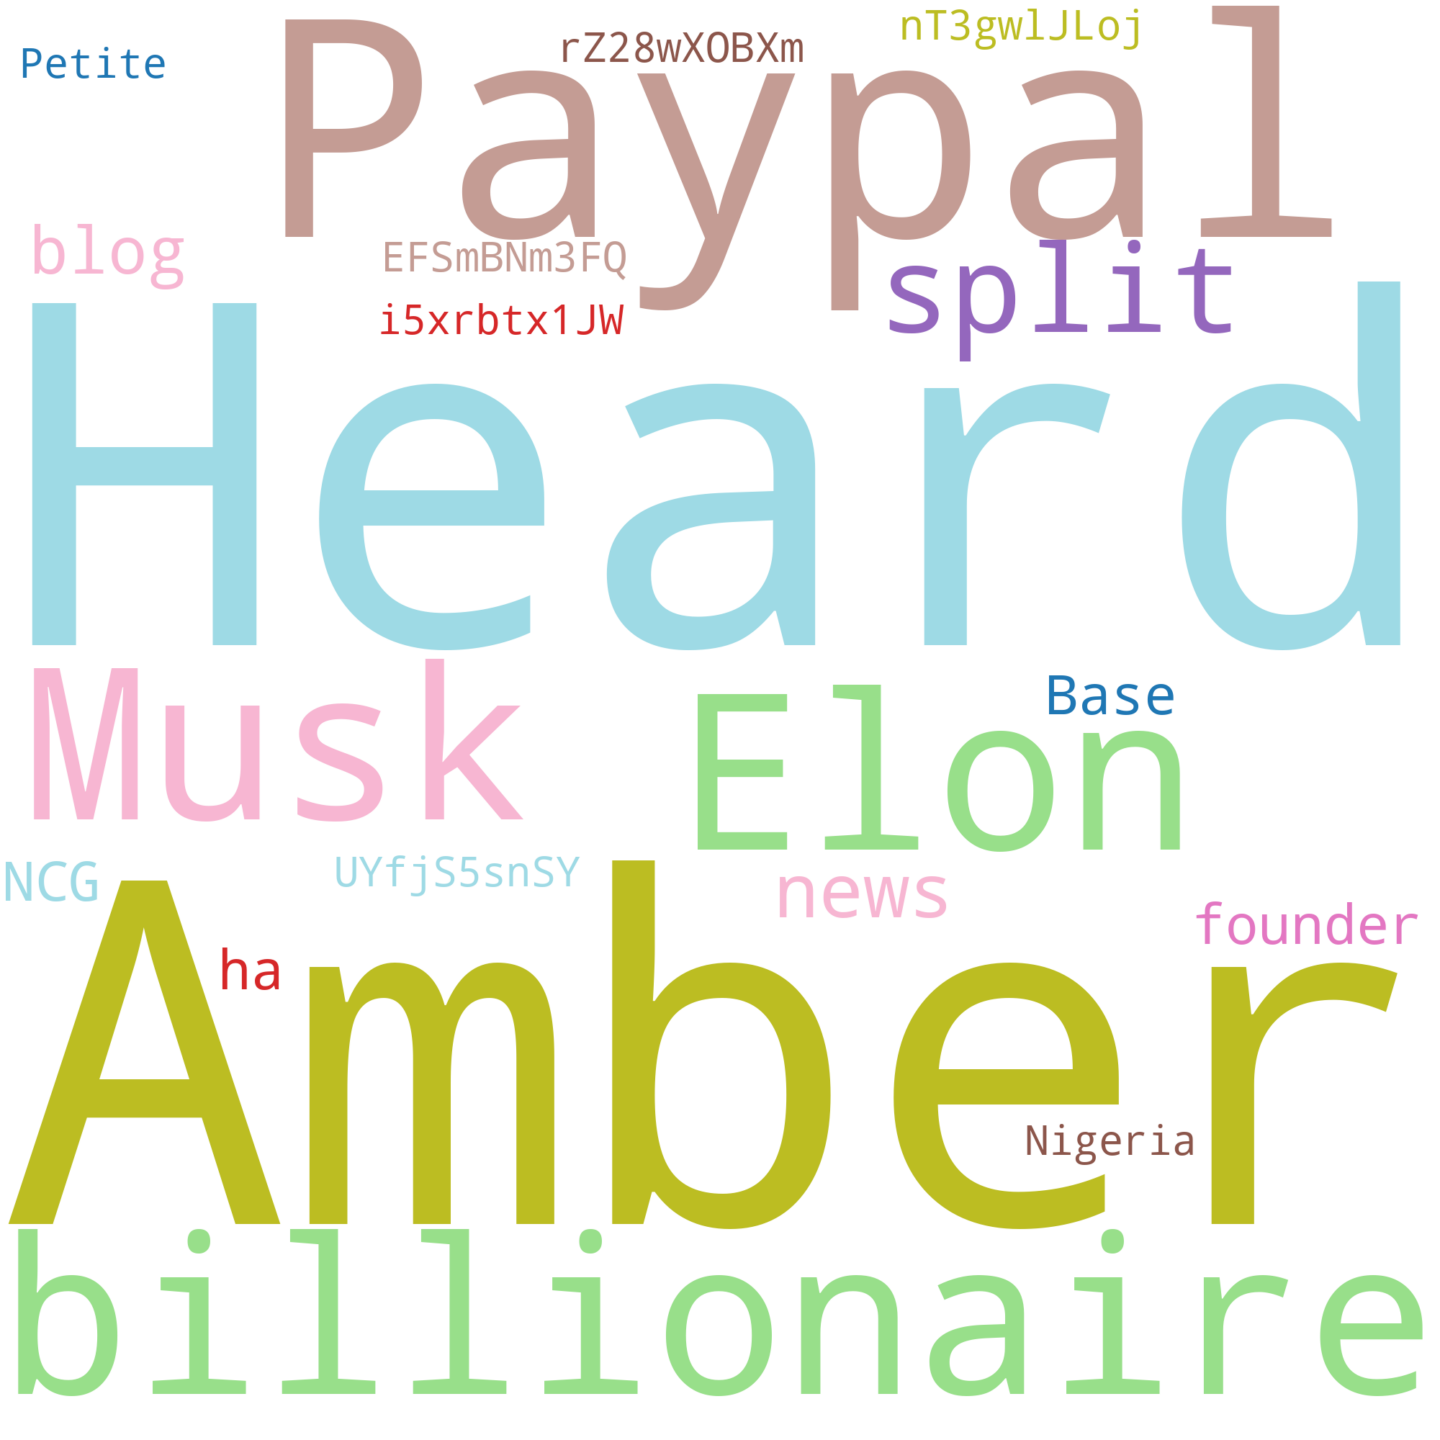 Petite
rZ28wXOBXm
nT3gwlJLoj
Paypal
blog
EFSmBNm3FQ
split
i5xrbtx1JW
Heard
Musk
Elon
Base
NCG
UYfjS5snSY
news
founder
ha
Amber
Nigeria
billionaire